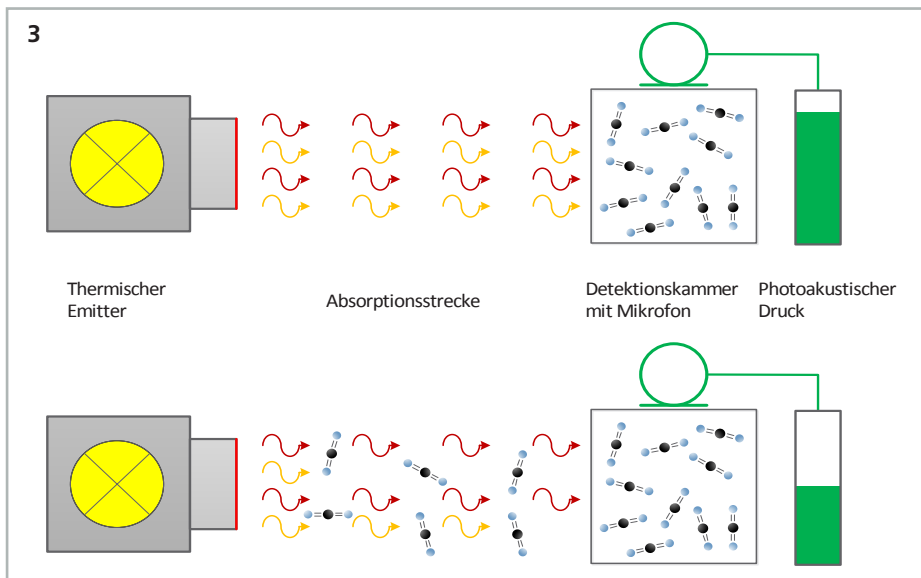 3
Thermischer
Emitter
Absorptionsstrecke
Detektionskammer
mit Mikrofon
Photoakustischer
Druck